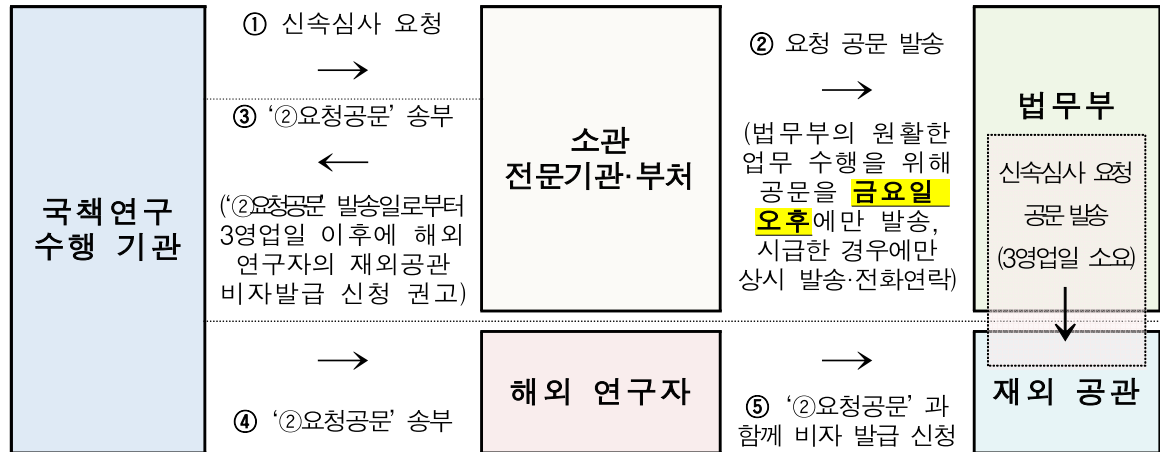 ① 신속심사 요청
② 요청 공문 발송
③ ‘②요청공문’ 송부
(‘②요청공문’ 발송일로부터
3영업일 이후에 해외
연구자의 재외공관
비자발급 신청 권고)
(법무부의 원활한
업무 수행을 위해
공문을 금요일
오후에만 발송,
시급한 경우에만
상시 발송·전화연락)
국책연구
수행 기관
소관
전문기관·부처
법무부
신속심사 요청
공문 발송
(3영업일 소요)
④ ‘②요청공문’ 송부
해외 연구자
⑤ ‘②요청공문’ 과
함께 비자 발급 신청
재외 공관